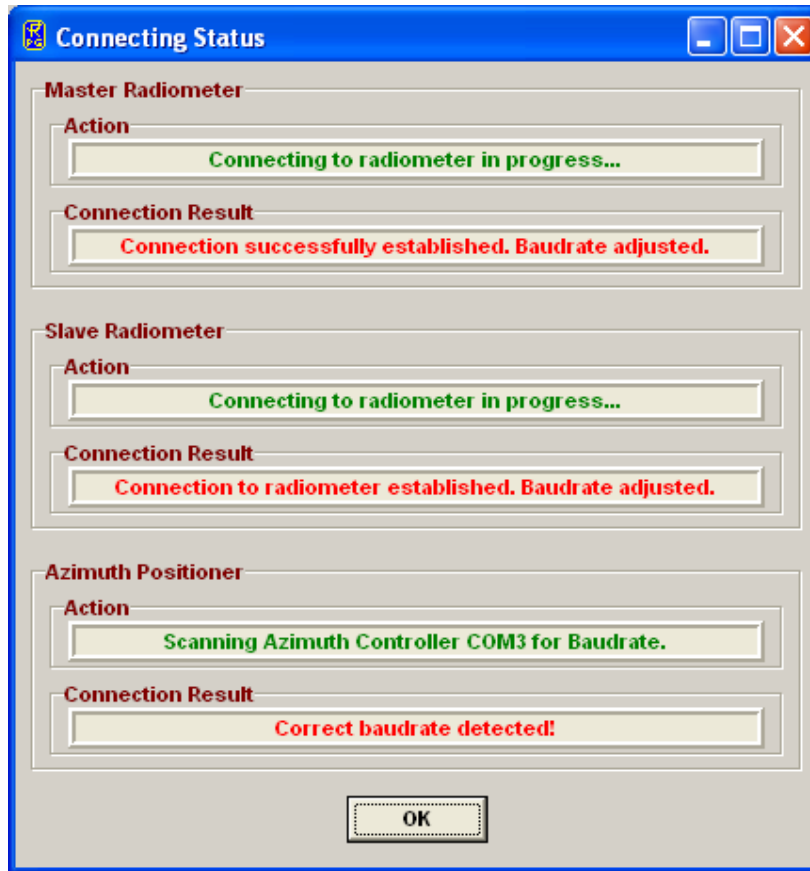 Connecting Status
Master Radiometer
Action
Connecting to radiometer in progress...
Connection Result
Connection successfully established. Baudrate adjusted.
Slave Radiometer
Action
Connecting to radiometer in progress...
Connection Result
Connection to radiometer established. Baudrate adjusted.
Azimuth Positioner
Action
Scanning Azimuth Controller COM3 for Baudrate.
Connection Result
Correct baudrate detected!
OK